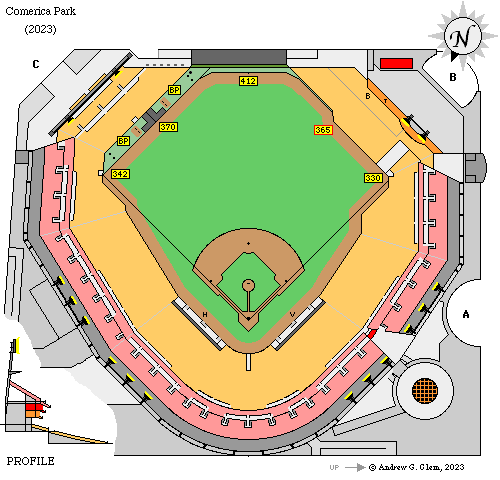 Comerica Park
(2023)
N
C
B
412
BP
B
T
370
365
BP
342
330
A
H
V
PROFILE
UP
© Andrew G. Clem, 2023